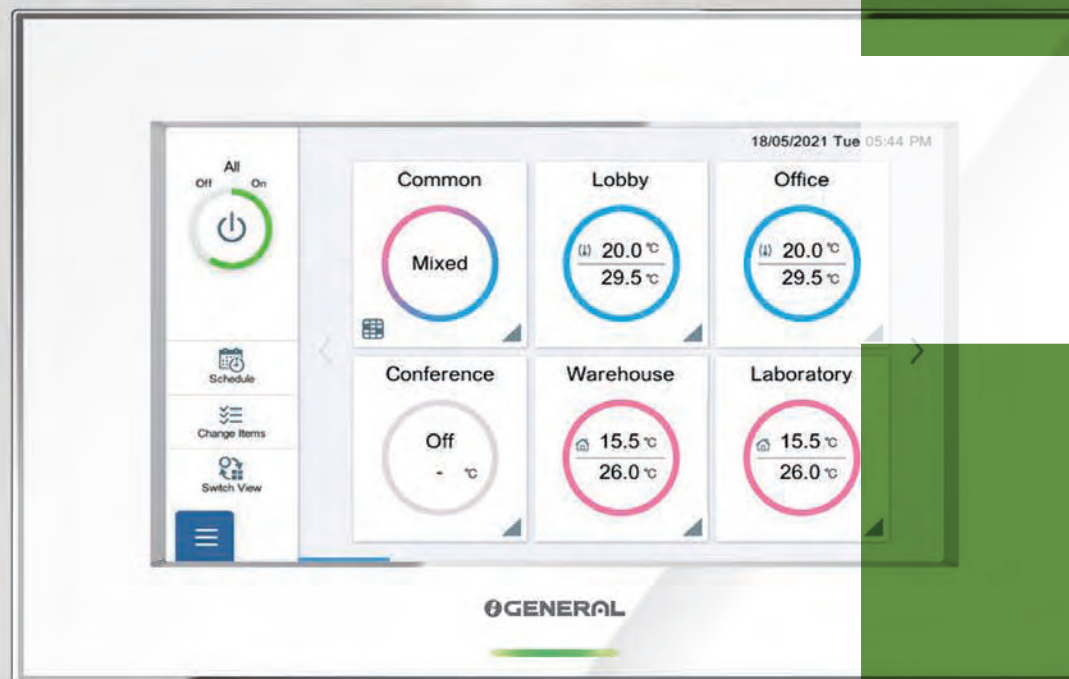 18/05/2021 Tue 05:44 PM
All
Off On
Schedule
Change Items
Switch View
Common
Mixed
Lobby
20.0 °C
29.5 °C
Office
20.0 °C
29.5 °C
Conference
Off
- °C
Warehouse
15.5 °C
26.0 °C
Laboratory
15.5 °C
26.0 °C
GENERAL